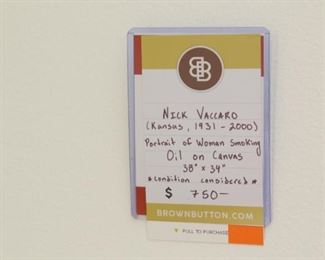 BB
NICK VACCARO
(Kansas, 1931 - 2000)
Portrait of Woman Smoking
Oil on Canvas
38" x 34"
*condition considered*
$ 750-
BROWNBUTTON.COM
PULL TO PURCHASE